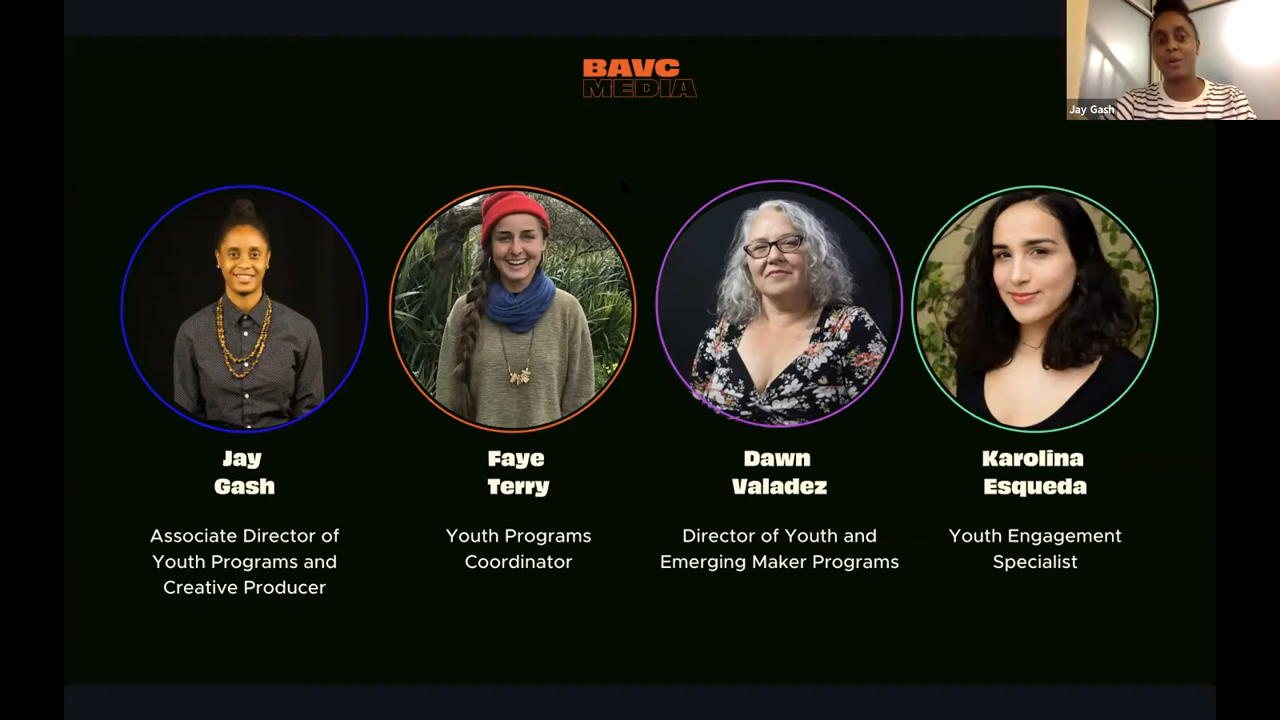 BAVC
MEDIA
Jay Gash
Jay
Gash
Associate Director of
Youth Programs and
Creative Producer
Faye
Terry
Youth Programs
Coordinator
Dawn
Valadez
Director of Youth and
Emerging Maker Programs
Karolina
Esqueda
Youth Engagement
Specialist